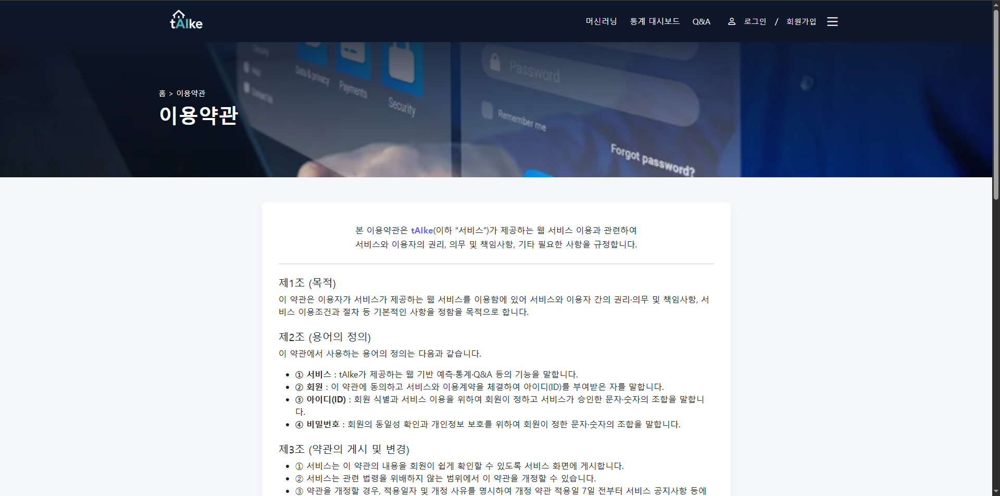 tAIke
머신러닝 통계 대시보드 Q&A 로그인 / 회원가입
Security
Help
Contact us
Data & privacy
Payments
Security
Password
Remember me
Forgot password?
홈 > 이용약관
이용약관
본 이용약관은 tAIke(이하 “서비스”)가 제공하는 웹 서비스 이용과 관련하여
서비스와 이용자의 권리, 의무 및 책임사항, 기타 필요한 사항을 규정합니다.
제1조 (목적)
이 약관은 이용자가 서비스가 제공하는 웹 서비스를 이용함에 있어 서비스와 이용자 간의 권리·의무 및 책임사항, 서
비스 이용조건과 절차 등 기본적인 사항을 정함을 목적으로 합니다.
제2조 (용어의 정의)
이 약관에서 사용하는 용어의 정의는 다음과 같습니다.
• ① 서비스 : tAIke가 제공하는 웹 기반 예측·통계·Q&A 등의 기능을 말합니다.
• ② 회원 : 이 약관에 동의하고 서비스와 이용계약을 체결하여 아이디(ID)를 부여받은 자를 말합니다.
• ③ 아이디(ID) : 회원 식별과 서비스 이용을 위하여 회원이 정하고 서비스가 승인한 문자·숫자의 조합을 말합니
다.
• ④ 비밀번호 : 회원의 동일성 확인과 개인정보 보호를 위하여 회원이 정한 문자·숫자의 조합을 말합니다.
제3조 (약관의 게시 및 변경)
• ① 서비스는 이 약관의 내용을 회원이 쉽게 확인할 수 있도록 서비스 화면에 게시합니다.
• ② 서비스는 관련 법령을 위배하지 않는 범위에서 이 약관을 개정할 수 있습니다.
• ③ 약관을 개정할 경우, 적용일자 및 개정 사유를 명시하여 개정 약관 적용일 7일 전부터 서비스 공지사항 등에